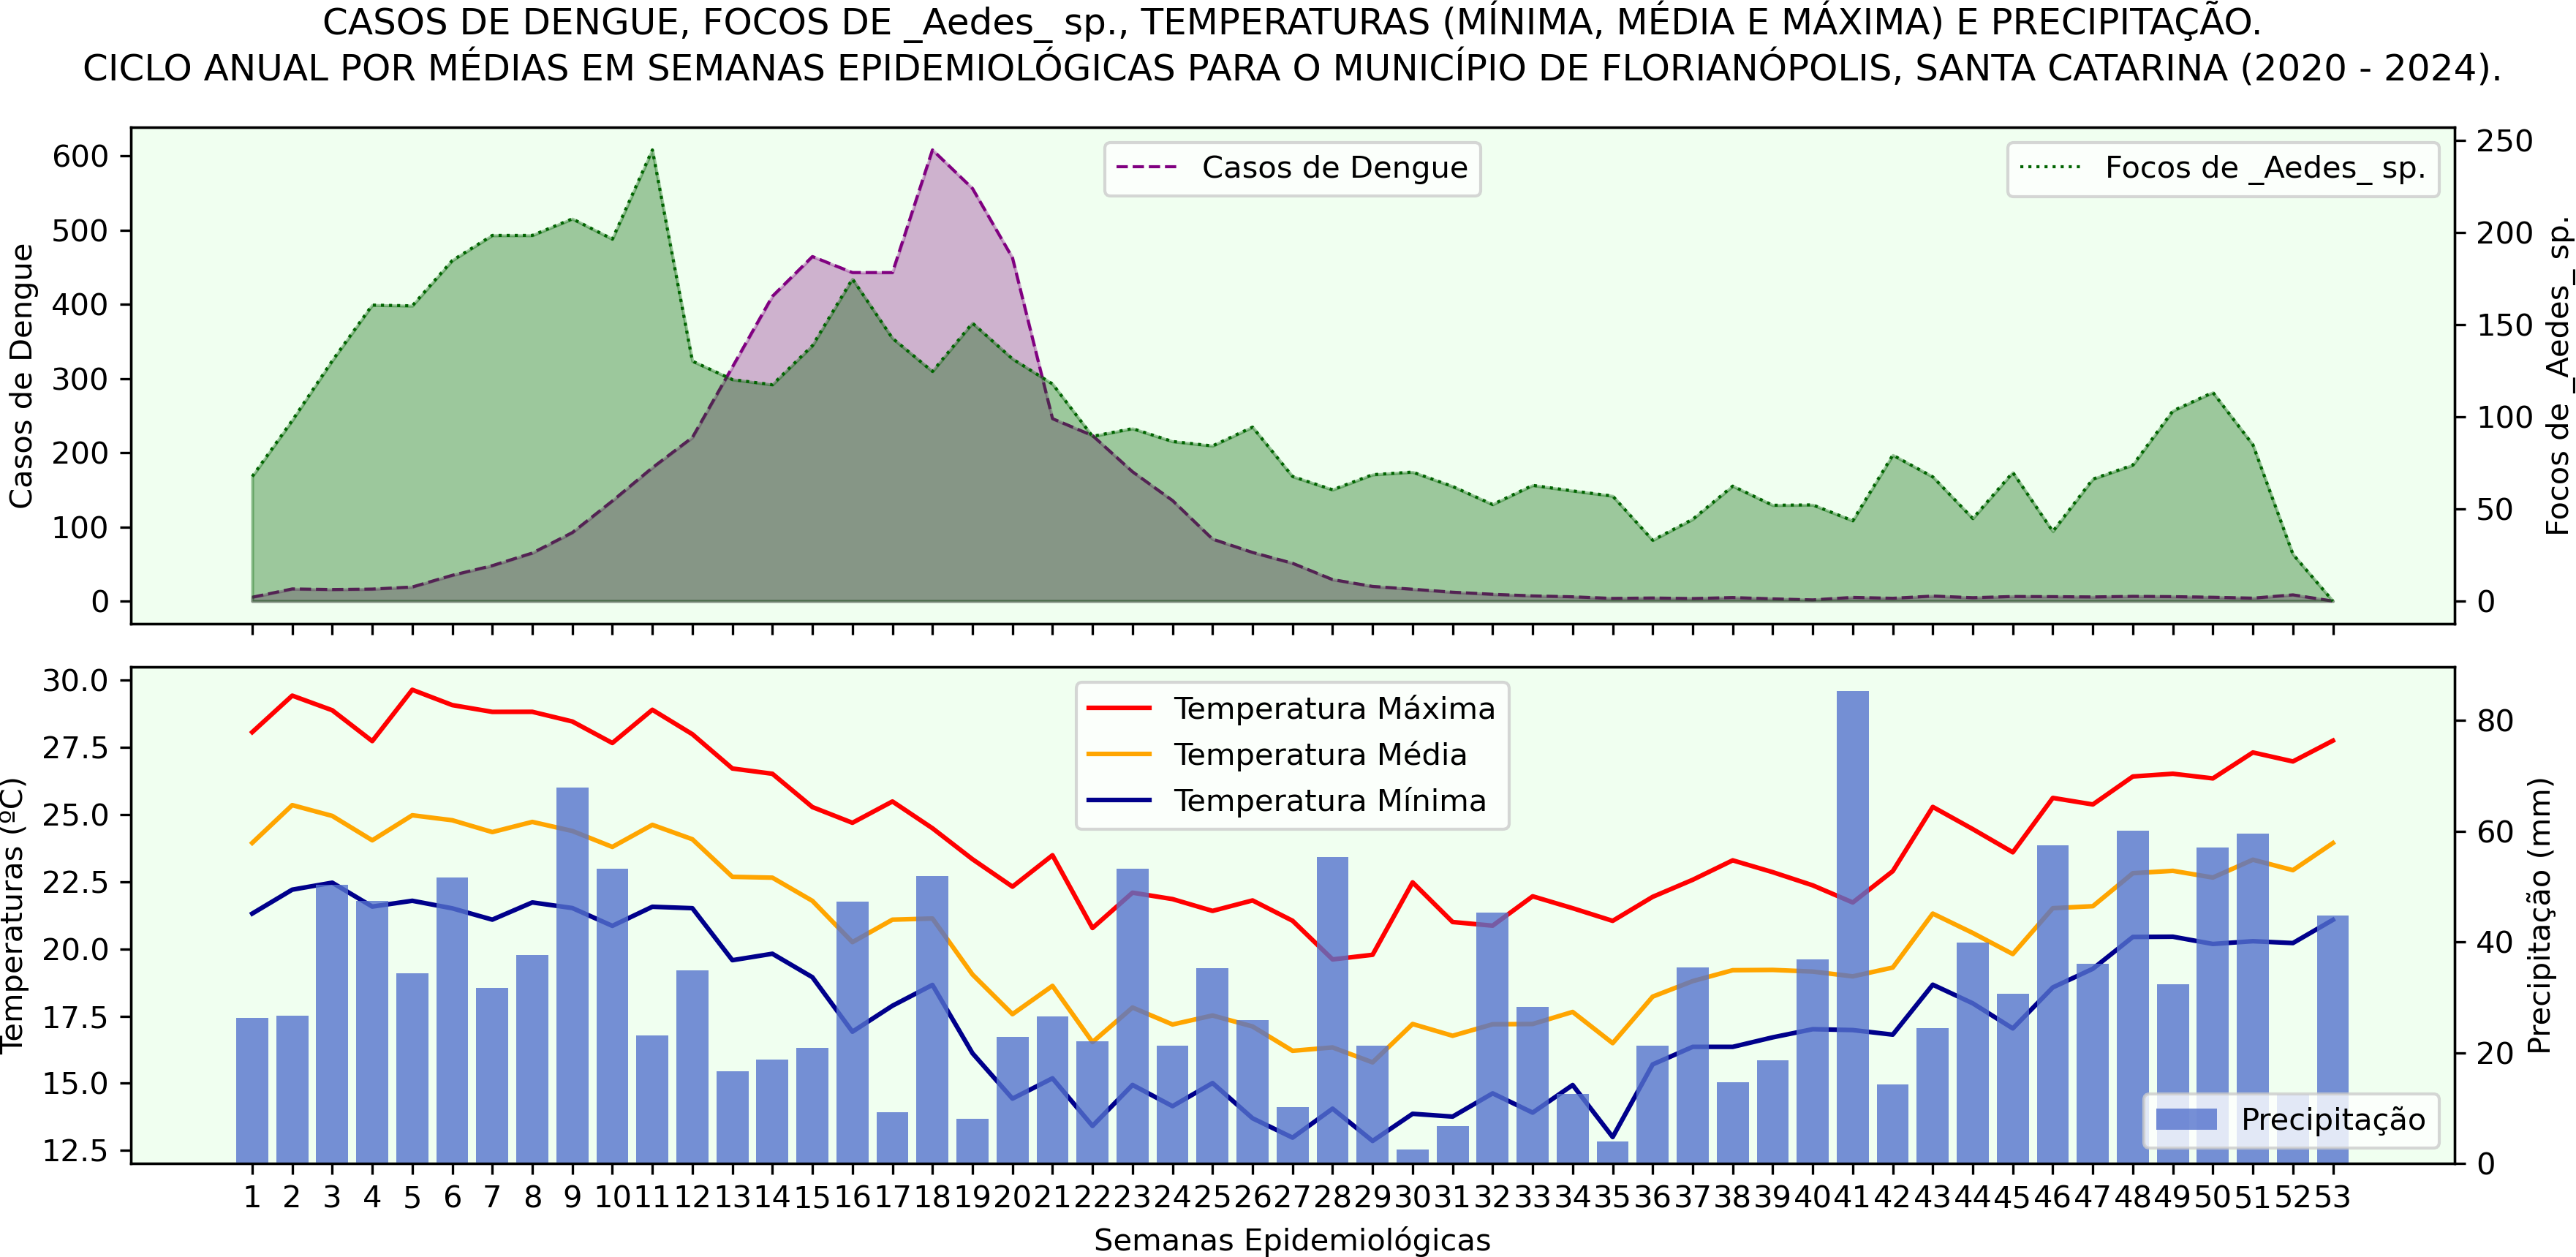 CASOS DE DENGUE, FOCOS DE _Aedes_ sp., TEMPERATURAS (MÍNIMA, MÉDIA E MÁXIMA) E PRECIPITAÇÃO.
CICLO ANUAL POR MÉDIAS EM SEMANAS EPIDEMIOLÓGICAS PARA O MUNICÍPIO DE FLORIANÓPOLIS, SANTA CATARINA (2020 - 2024).
Casos de Dengue
600
500
400
300
200
100
0
Casos de Dengue
Focos de _Aedes_ sp.
250
200
150
100
50
0
Focos de _Aedes_ sp.
Temperaturas (ºC)
30.0
27.5
25.0
22.5
20.0
17.5
15.0
12.5
Temperatura Máxima
Temperatura Média
Temperatura Mínima
Precipitação
80
60
40
20
0
Precipitação (mm)
1 2 3 4 5 6 7 8 9 10 11 12 13 14 15 16 17 18 19 20 21 22 23 24 25 26 27 28 29 30 31 32 33 34 35 36 37 38 39 40 41 42 43 44 45 46 47 48 49 50 51 52 53
Semanas Epidemiológicas